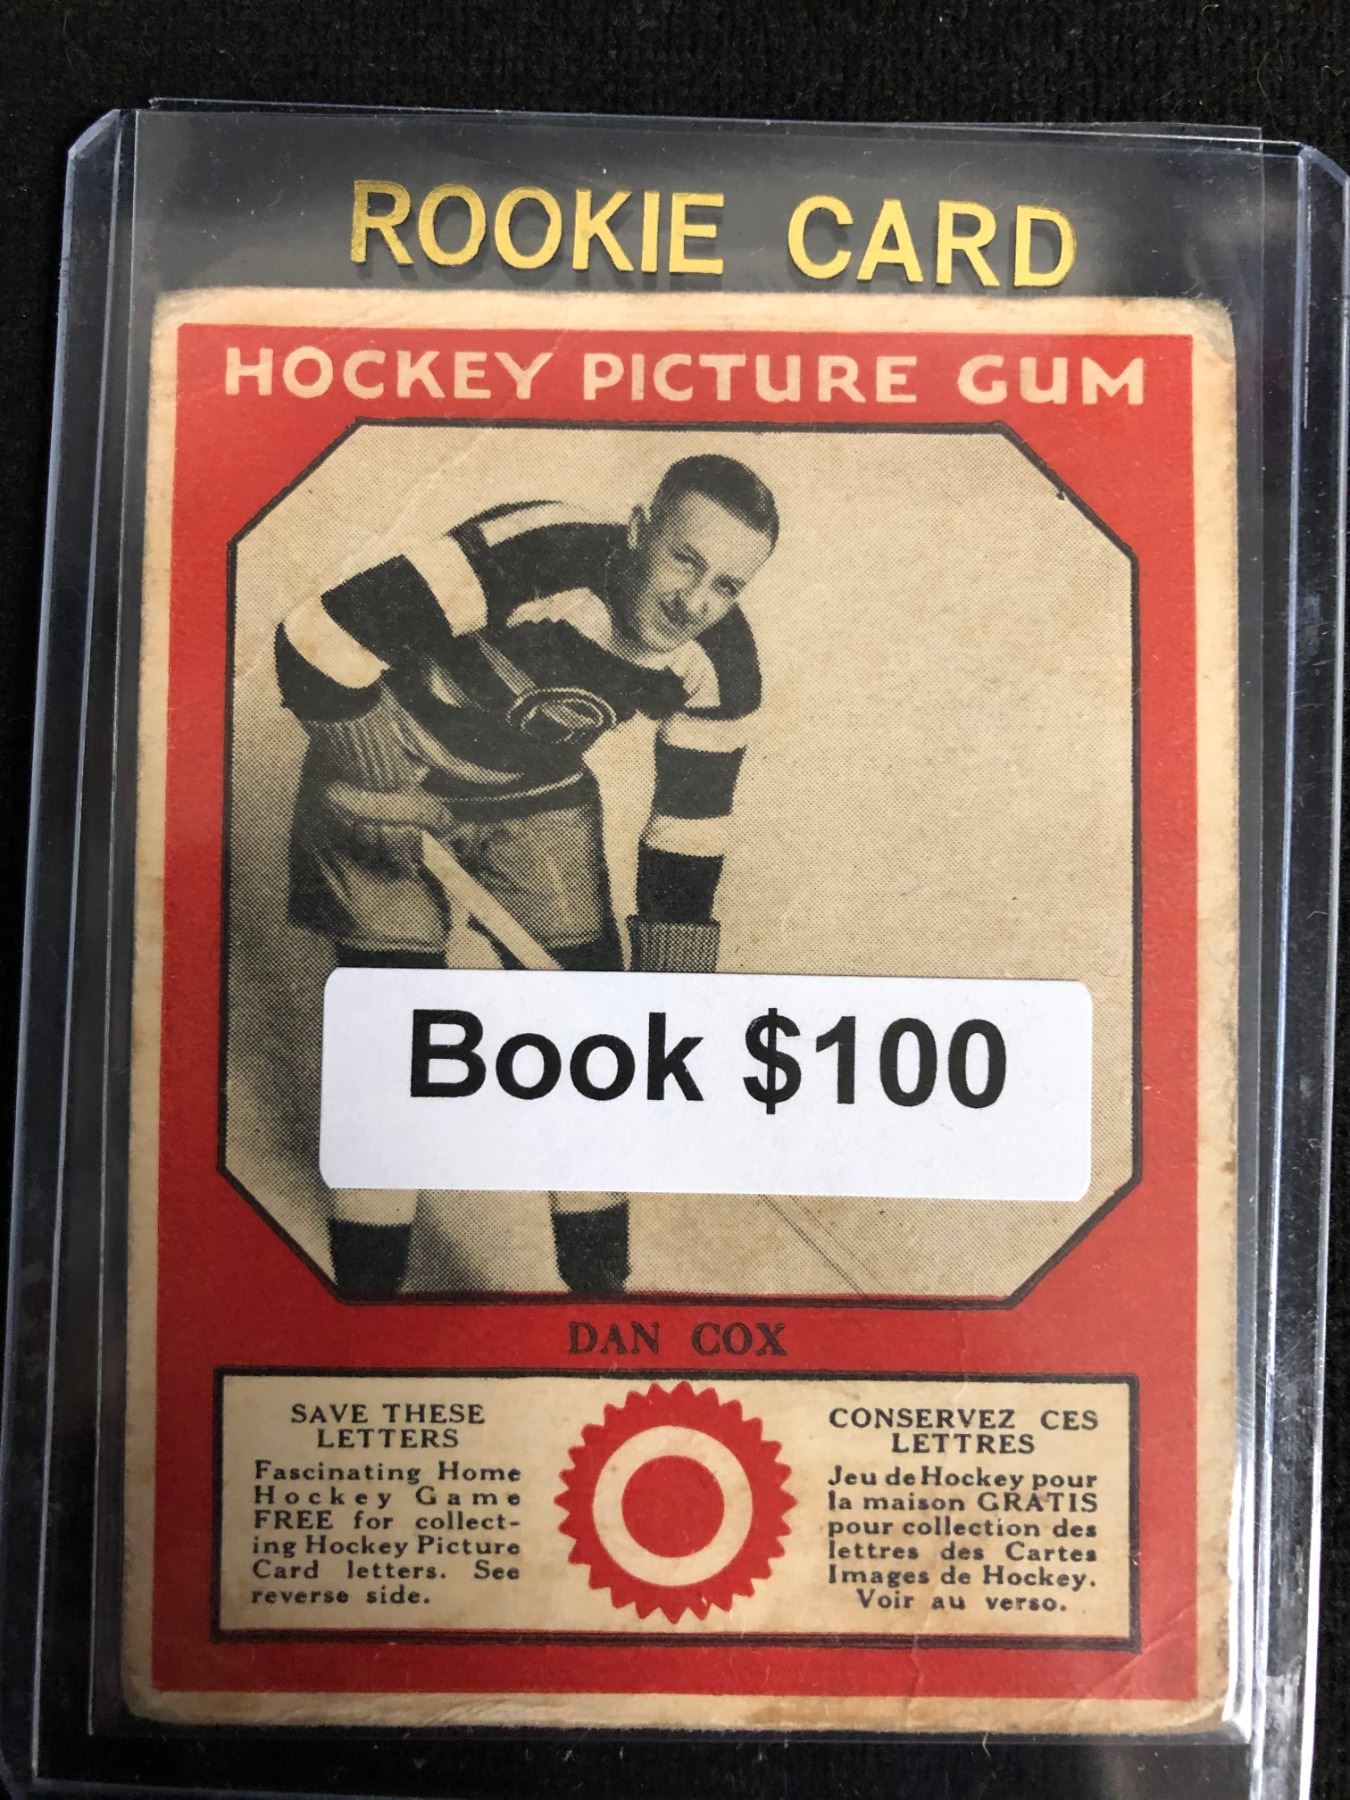 ROOKIE CARD
HOCKEY PICTURE GUM
Book $100
DAN COX
SAVE THESE
LETTERS
Fascinating Home
Hockey Game
FREE for collect-
ing Hockey Picture
Card letters. See
reverse side.
O
CONSERVEZ CES
LETTRES
Jeu de Hockey pour
la maison GRATIS
pour collection des
lettres des Cartes
Images de Hockey.
Voir au verso.